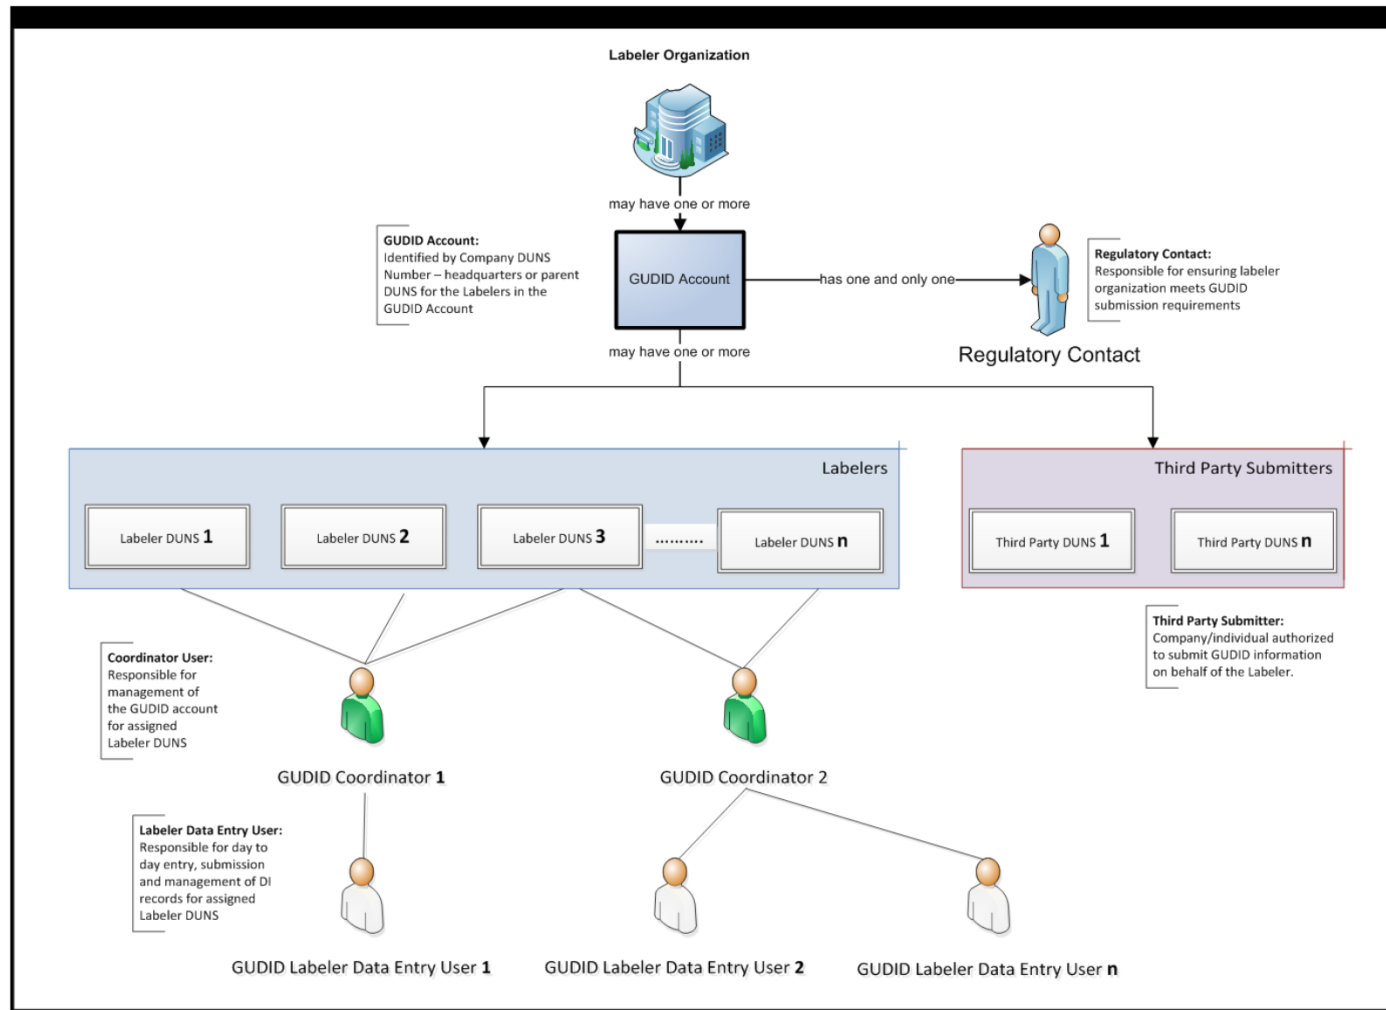 Labeler Organization
may have one or more
GUDID Account:
Identified by Company DUNS
Number – headquarters or parent
DUNS for the Labelers in the
GUDID Account
GUDID Account
has one and only one
Regulatory Contact:
Responsible for ensuring labeler
organization meets GUDID
submission requirements
Regulatory Contact
may have one or more
Labelers
Labeler DUNS 1
Labeler DUNS 2
Labeler DUNS 3
..........
Labeler DUNS n
Third Party Submitters
Third Party DUNS 1
Third Party DUNS n
Third Party Submitter:
Company/individual authorized
to submit GUDID information
on behalf of the Labeler.
Coordinator User:
Responsible for
management of
the GUDID account
for assigned
Labeler DUNS
GUDID Coordinator 1
GUDID Coordinator 2
Labeler Data Entry User:
Responsible for day to
day entry, submission
and management of DI
records for assigned
Labeler DUNS
GUDID Labeler Data Entry User 1
GUDID Labeler Data Entry User 2
GUDID Labeler Data Entry User n